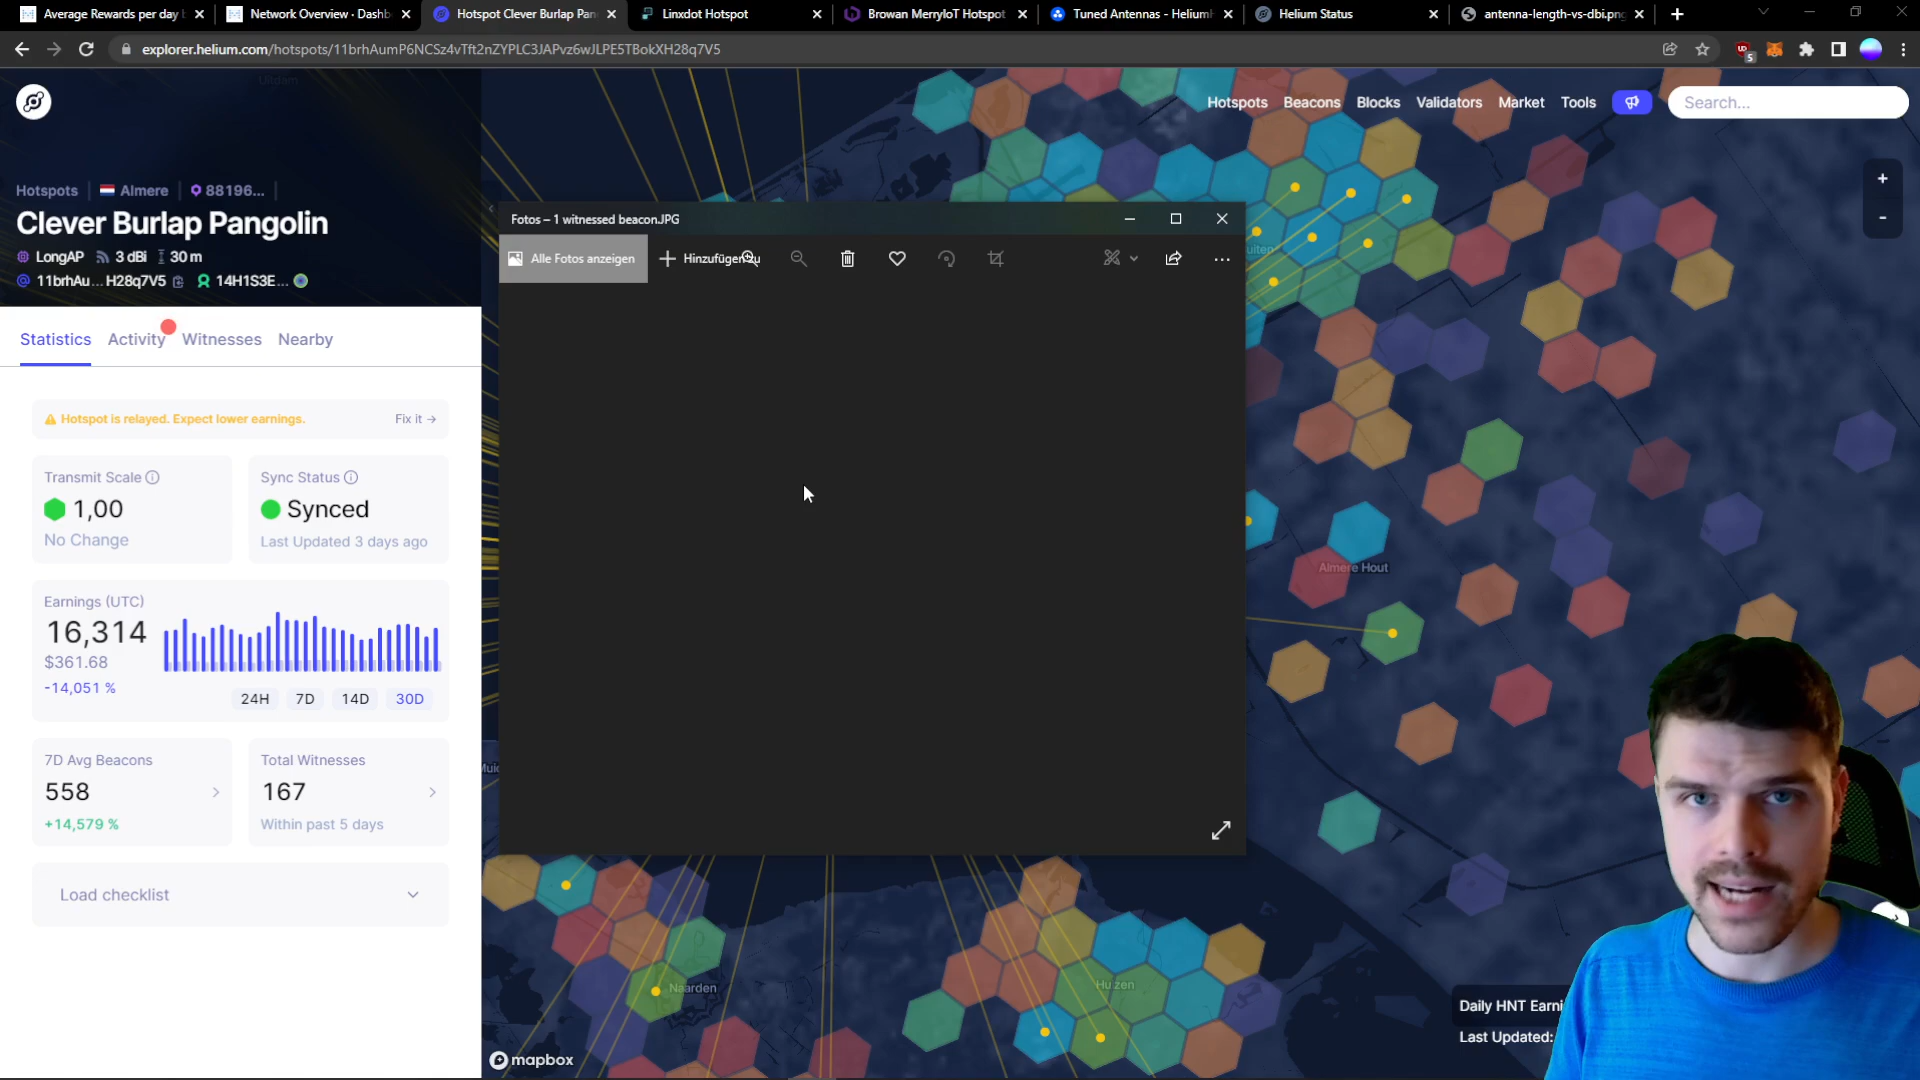 Average Rewards per day
Network Overview · Dashb
Hotspot Clever Burlap Pan
Linxdot Hotspot
Browan MerryIoT Hotspot
Tuned Antennas - Helium
Helium Status
antenna-length-vs-dbi.png
explorer.helium.com/hotspots/11brhAumP6NCSz4vTft2nZYPLC3JAPvz6wJLPE5TBokXH28q7V5
5
Hotspots Beacons Blocks Validators Market Tools
Search...
Hotspots
Almere
88196...
Clever Burlap Pangolin
LongAP 3 dBi 30 m
11brhAu... H28q7V5 14H1S3E...
Statistics Activity Witnesses Nearby
Hotspot is relayed. Expect lower earnings. Fix it →
Transmit Scale
1,00
No Change
Sync Status
Synced
Last Updated 3 days ago
Earnings (UTC)
16,314
$361.68
-14,051 %
24H 7D 14D 30D
7D Avg Beacons
558
+14,579 %
Total Witnesses
167
Within past 5 days
Load checklist
Fotos – 1 witnessed beacon.JPG
Alle Fotos anzeigen
Hinzufügen zu
+
-
Almere Hout
Naarden
Huizen
mapbox
Daily HNT Earni
Last Updated: